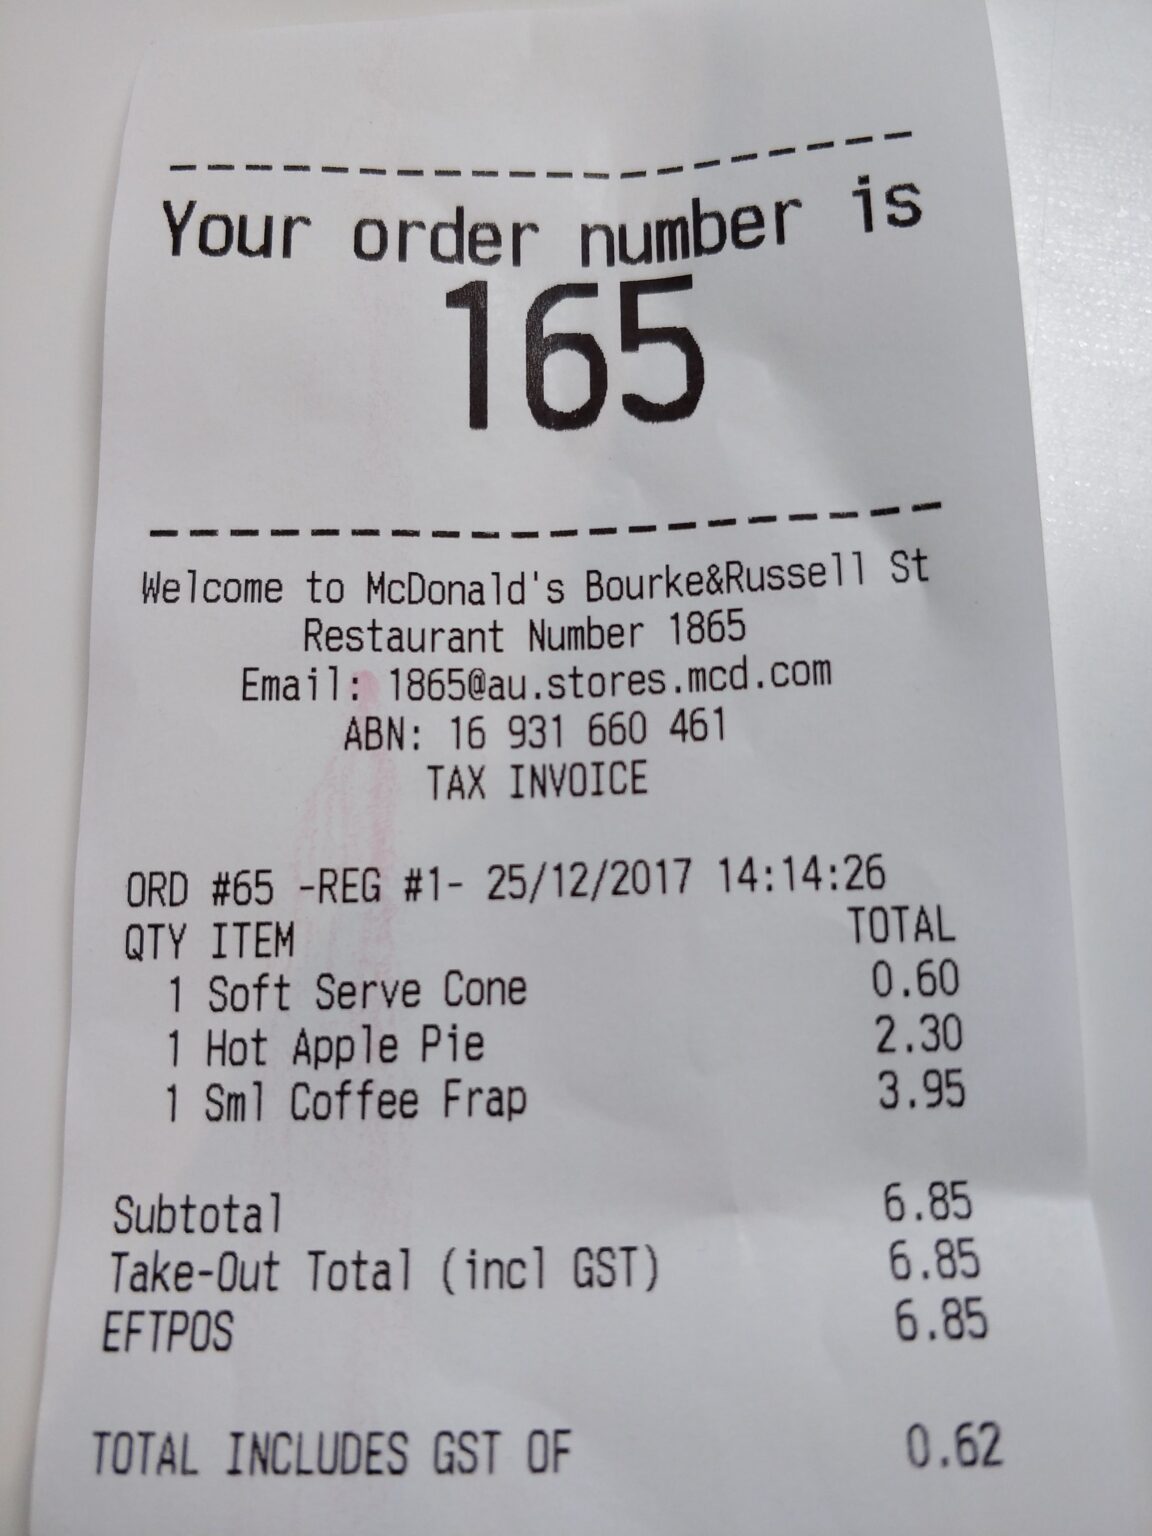 Your order number is
165
Welcome to McDonald's Bourke&Russell St
Restaurant Number 1865
Email: 1865@au.stores.mcd.com
ABN: 16 931 660 461
TAX INVOICE
ORD #65 -REG #1- 25/12/2017 14:14:26
QTY ITEM TOTAL
1 Soft Serve Cone 0.60
1 Hot Apple Pie 2.30
1 Sml Coffee Frap 3.95
Subtotal 6.85
Take-Out Total (incl GST) 6.85
EFTPOS 6.85
TOTAL INCLUDES GST OF 0.62